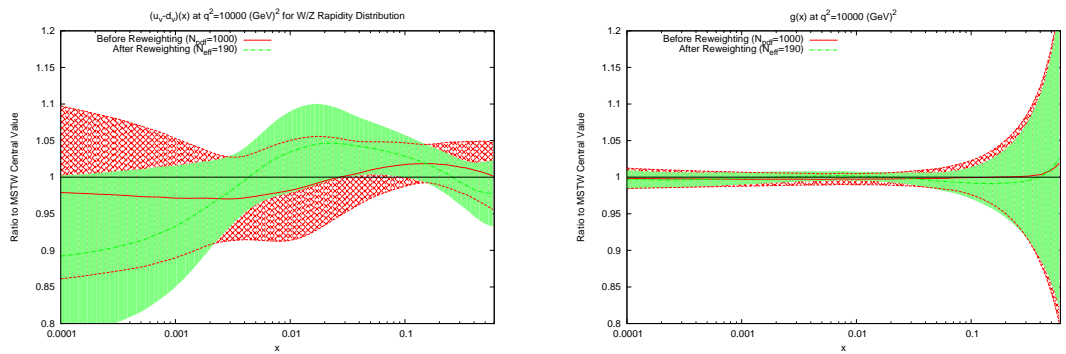 (uᵥ-dᵥ)(x) at q²=10000 (GeV)² for W/Z Rapidity Distribution
Before Reweighting (N_pdf=1000)
After Reweighting (N_eff=190)
Ratio to MSTW Central Value
1.2
1.15
1.1
1.05
1
0.95
0.9
0.85
0.8
0.0001
0.001
0.01
0.1
x
g(x) at q²=10000 (GeV)²
Before Reweighting (N_pdf=1000)
After Reweighting (N_eff=190)
Ratio to MSTW Central Value
1.2
1.15
1.1
1.05
1
0.95
0.9
0.85
0.8
0.0001
0.001
0.01
0.1
x